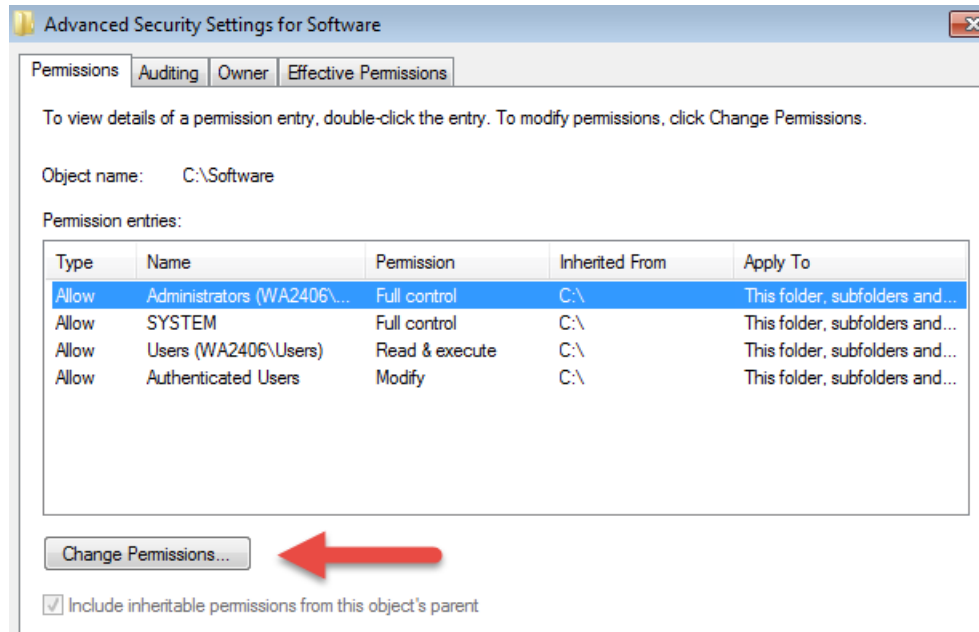 Advanced Security Settings for Software
Permissions Auditing Owner Effective Permissions
To view details of a permission entry, double-click the entry. To modify permissions, click Change Permissions.
Object name: C:\Software
Permission entries:
Type Name Permission Inherited From Apply To
Allow Administrators (WA2406\... Full control C:\ This folder, subfolders and...
Allow SYSTEM Full control C:\ This folder, subfolders and...
Allow Users (WA2406\Users) Read & execute C:\ This folder, subfolders and...
Allow Authenticated Users Modify C:\ This folder, subfolders and...
Change Permissions...
Include inheritable permissions from this object's parent